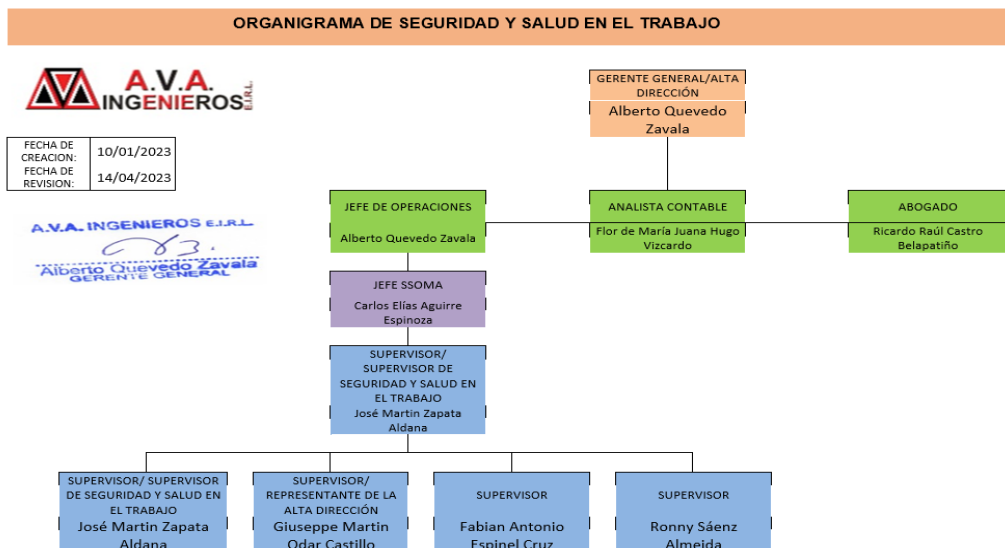 ORGANIGRAMA DE SEGURIDAD Y SALUD EN EL TRABAJO
A.V.A.
INGENIEROS E.I.R.L.
GERENTE GENERAL/ALTA
DIRECCIÓN
Alberto Quevedo
Zavala
FECHA DE
CREACION:
10/01/2023
FECHA DE
REVISION:
14/04/2023
A.V.A. INGENIEROS E.I.R.L.
Alberto Quevedo Zavala
GERENTE GENERAL
JEFE DE OPERACIONES
Alberto Quevedo Zavala
ANALISTA CONTABLE
Flor de María Juana Hugo
Vizcardo
ABOGADO
Ricardo Raúl Castro
Belapatiño
JEFE SSOMA
Carlos Elías Aguirre
Espinoza
SUPERVISOR/
SUPERVISOR DE
SEGURIDAD Y SALUD EN
EL TRABAJO
José Martin Zapata
Aldana
SUPERVISOR/ SUPERVISOR
DE SEGURIDAD Y SALUD EN
EL TRABAJO
José Martin Zapata
Aldana
SUPERVISOR/
REPRESENTANTE DE LA
ALTA DIRECCIÓN
Giuseppe Martin
Odar Castillo
SUPERVISOR
Fabian Antonio
Espinel Cruz
SUPERVISOR
Ronny Sáenz
Almeida